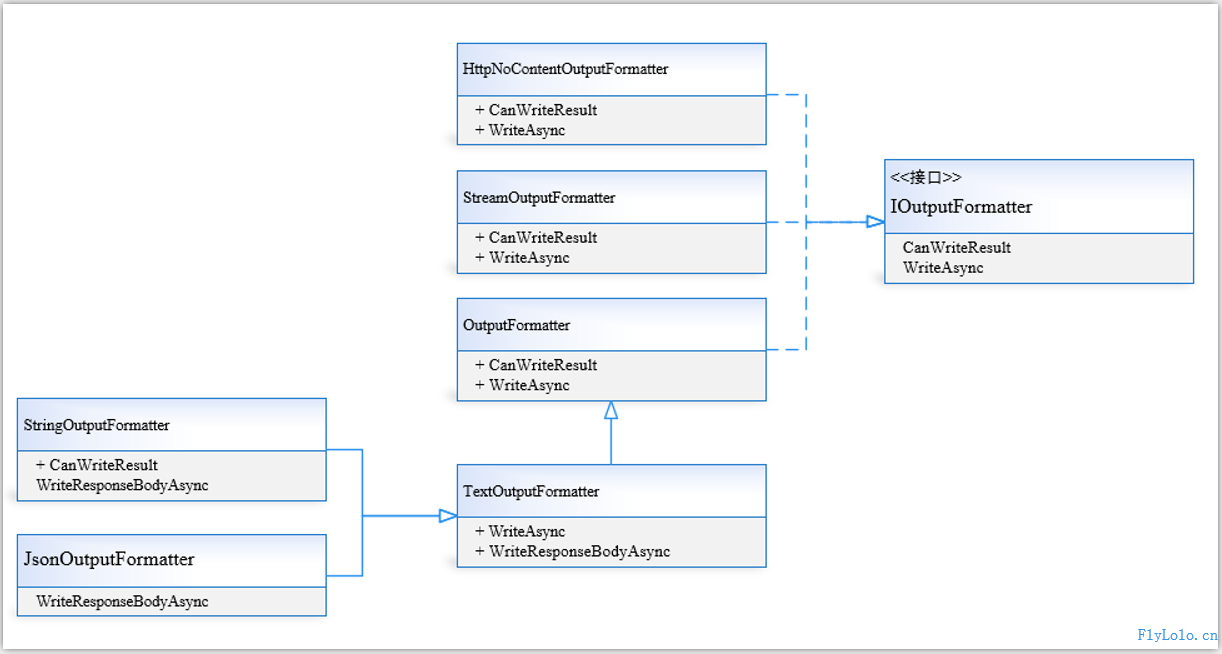 HttpNoContentOutputFormatter
+ CanWriteResult
+ WriteAsync
StreamOutputFormatter
+ CanWriteResult
+ WriteAsync
<<接口>>
IOutputFormatter
CanWriteResult
WriteAsync
OutputFormatter
+ CanWriteResult
+ WriteAsync
StringOutputFormatter
+ CanWriteResult
WriteResponseBodyAsync
TextOutputFormatter
+ WriteAsync
+ WriteResponseBodyAsync
JsonOutputFormatter
WriteResponseBodyAsync
FlyLolo.cn